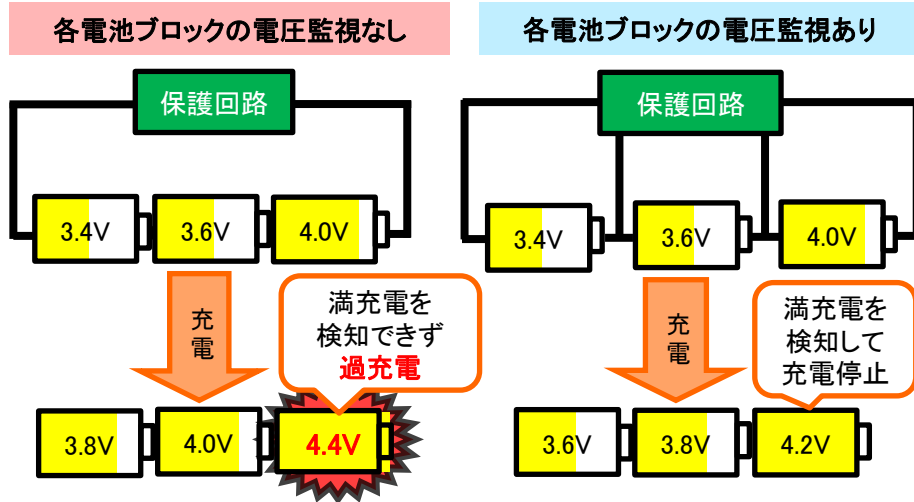 各電池ブロックの電圧監視なし
保護回路
3.4V
3.6V
4.0V
充
電
満充電を
検知できず
過充電
3.8V
4.0V
4.4V
各電池ブロックの電圧監視あり
保護回路
3.4V
3.6V
4.0V
充
電
満充電を
検知して
充電停止
3.6V
3.8V
4.2V